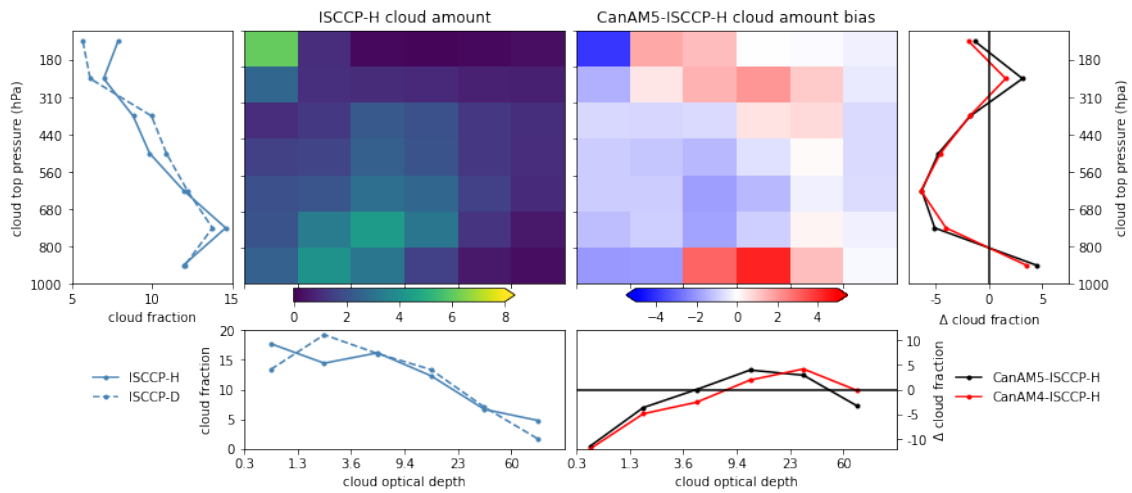 ISCCP-H cloud amount
CanAM5-ISCCP-H cloud amount bias
cloud top pressure (hPa)
180
310
440
560
680
800
1000
5 10 15
cloud fraction
0 2 4 6 8
−4 −2 0 2 4
180
310
440
560
680
800
1000
cloud top pressure (hpa)
-5 0 5
Δ cloud fraction
ISCCP-H
ISCCP-D
cloud fraction
20
15
10
5
0
0.3 1.3 3.6 9.4 23 60
cloud optical depth
0.3 1.3 3.6 9.4 23 60
cloud optical depth
10
5
0
-5
-10
Δ cloud fraction
CanAM5-ISCCP-H
CanAM4-ISCCP-H